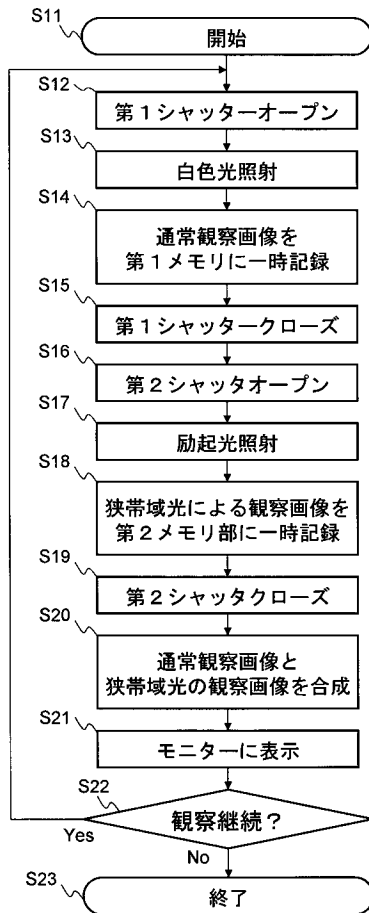 S11
開始
S12
第１シャッターオープン
S13
白色光照射
S14
通常観察画像を
第１メモリに一時記録
S15
第１シャッタークローズ
S16
第２シャッタオープン
S17
励起光照射
S18
狭帯域光による観察画像を
第２メモリ部に一時記録
S19
第２シャッタクローズ
S20
通常観察画像と
狭帯域光の観察画像を合成
S21
モニターに表示
S22
観察継続？
Yes
No
S23
終了